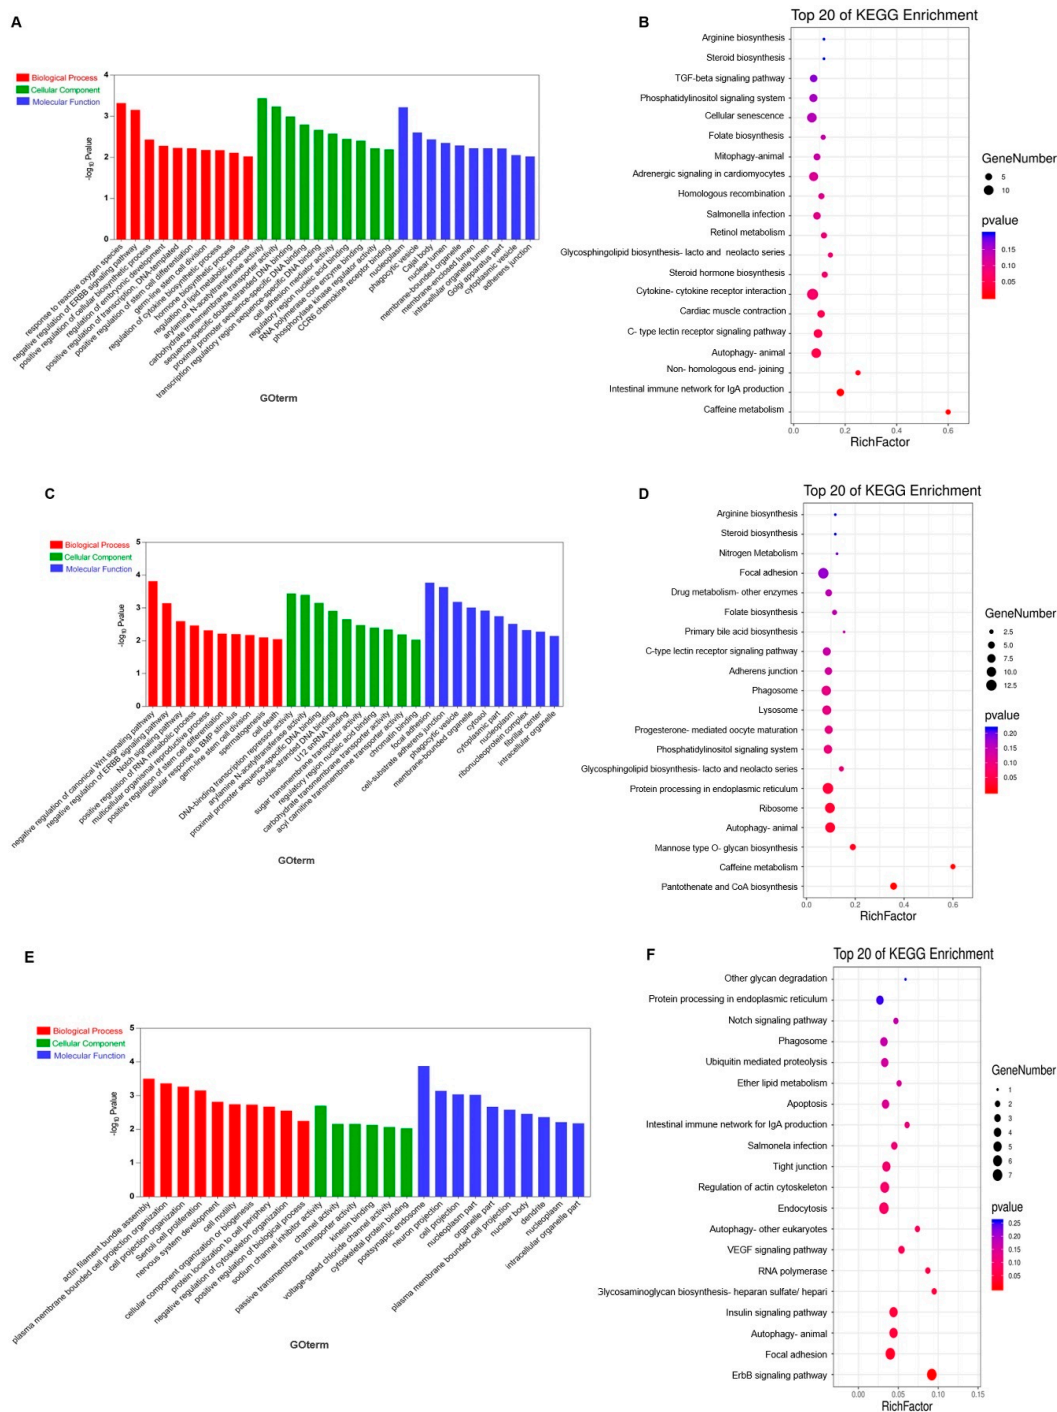 A
Biological Process
Cellular Component
Molecular Function
-log10 Pvalue
4
3
2
1
0
response to reactive oxygen species
negative regulation of ERBB signaling pathway
positive regulation of cellular biosynthetic process
regulation of embryonic development
positive regulation of transcription, DNA-templated
positive regulation of stem cell differentiation
germ-line stem cell division
regulation of cytokine biosynthetic process
hormone biosynthetic process
regulation of lipid metabolic process
arylamine N-acetyltransferase activity
carbohydrate transmembrane transporter activity
sequence-specific double-stranded DNA binding
proximal promoter sequence-specific DNA binding
transcription regulatory region sequence-specific DNA binding
cell adhesion mediator activity
regulatory region nucleic acid binding
RNA polymerase core enzyme binding
phosphorylase kinase regulator activity
CCR6 chemokine receptor binding
nucleoplasm
phagocytic vesicle
Cajal body
nuclear lumen
membrane-bounded organelle
membrane-enclosed lumen
intracellular organelle lumen
Golgi apparatus part
cytoplasmic vesicle
adherens junction
GOterm
B
Top 20 of KEGG Enrichment
Arginine biosynthesis
Steroid biosynthesis
TGF-beta signaling pathway
Phosphatidylinositol signaling system
Cellular senescence
Folate biosynthesis
Mitophagy-animal
Adrenergic signaling in cardiomyocytes
Homologous recombination
Salmonella infection
Retinol metabolism
Glycosphingolipid biosynthesis- lacto and neolacto series
Steroid hormone biosynthesis
Cytokine- cytokine receptor interaction
Cardiac muscle contraction
C- type lectin receptor signaling pathway
Autophagy- animal
Non- homologous end- joining
Intestinal immune network for IgA production
Caffeine metabolism
0.0 0.2 0.4 0.6
RichFactor
GeneNumber
5
10
pvalue
0.15
0.10
0.05
C
Biological Process
Cellular Component
Molecular Function
-log10 Pvalue
5
4
3
2
1
0
negative regulation of canonical Wnt signaling pathway
negative regulation of ERBB signaling pathway
Notch signaling pathway
positive regulation of RNA metabolic process
multicellular organismal reproductive process
positive regulation of stem cell differentiation
cellular response to BMP stimulus
germ-line stem cell division
spermatogenesis
cell death
DNA-binding transcription repressor activity
arylamine N-acetyltransferase activity
proximal promoter sequence-specific DNA binding
double-stranded DNA binding
U12 snRNA binding
sugar transmembrane transporter activity
regulatory region nucleic acid binding
carbohydrate transmembrane transporter activity
acyl carnitine transmembrane transporter activity
chromatin binding
focal adhesion
cell-substrate adherens junction
phagocytic vesicle
membrane-bounded organelle
cytosol
cytoplasmic part
nucleoplasm
ribonucleoprotein complex
fibrillar center
intracellular organelle
GOterm
D
Top 20 of KEGG Enrichment
Arginine biosynthesis
Steroid biosynthesis
Nitrogen Metabolism
Focal adhesion
Drug metabolism- other enzymes
Folate biosynthesis
Primary bile acid biosynthesis
C-type lectin receptor signaling pathway
Adherens junction
Phagosome
Lysosome
Progesterone- mediated oocyte maturation
Phosphatidylinositol signaling system
Glycosphingolipid biosynthesis- lacto and neolacto series
Protein processing in endoplasmic reticulum
Ribosome
Autophagy- animal
Mannose type O- glycan biosynthesis
Caffeine metabolism
Pantothenate and CoA biosynthesis
0.0 0.2 0.4 0.6
RichFactor
GeneNumber
2.5
5.0
7.5
10.0
12.5
pvalue
0.20
0.15
0.10
0.05
E
Biological Process
Cellular Component
Molecular Function
-log10 Pvalue
5
4
3
2
1
0
actin filament bundle assembly
plasma membrane bounded cell projection organization
cell projection organization
Sertoli cell proliferation
nervous system development
cell motility
cellular component organization or biogenesis
protein localization to cell periphery
negative regulation of cytoskeleton organization
positive regulation of biological process
sodium channel inhibitor activity
channel activity
passive transmembrane transporter activity
kinesin binding
voltage-gated chloride channel activity
cytoskeletal protein binding
postsynaptic endosome
neuron projection
cell projection
nucleoplasm part
organelle part
plasma membrane bounded cell projection
nuclear body
dendrite
nucleoplasm
intracellular organelle part
GOterm
F
Top 20 of KEGG Enrichment
Other glycan degradation
Protein processing in endoplasmic reticulum
Notch signaling pathway
Phagosome
Ubiquitin mediated proteolysis
Ether lipid metabolism
Apoptosis
Intestinal immune network for IgA production
Salmonela infection
Tight junction
Regulation of actin cytoskeleton
Endocytosis
Autophagy- other eukaryotes
VEGF signaling pathway
RNA polymerase
Glycosaminoglycan biosynthesis- heparan sulfate/ hepari
Insulin signaling pathway
Autophagy- animal
Focal adhesion
ErbB signaling pathway
0.00 0.05 0.10 0.15
RichFactor
GeneNumber
1
2
3
4
5
6
7
pvalue
0.25
0.20
0.15
0.10
0.05